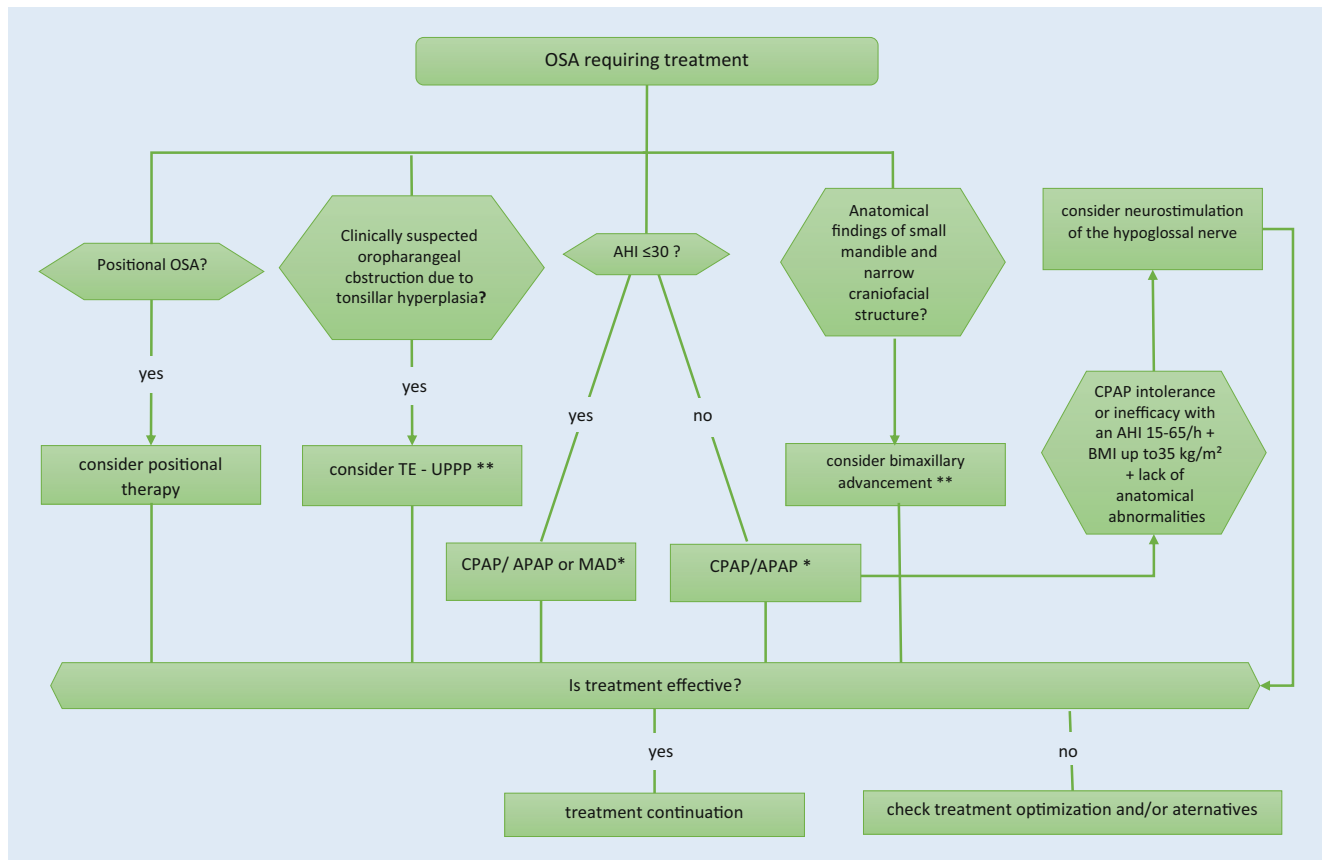 OSA requiring treatment
Positional OSA?
Clinically suspected
oropharangeal
cbstruction due to
tonsillar hyperplasia?
AHI ≤30 ?
Anatomical
findings of small
mandible and
narrow
craniofacial
structure?
consider neurostimulation
of the hypoglossal nerve
yes
yes
yes
no
CPAP intolerance
or inefficacy with
an AHI 15-65/h +
BMI up to35 kg/m²
+ lack of
anatomical
abnormalities
consider positional
therapy
consider TE - UPPP **
consider bimaxillary
advancement **
CPAP/ APAP or MAD*
CPAP/APAP *
Is treatment effective?
yes
no
treatment continuation
check treatment optimization and/or aternatives